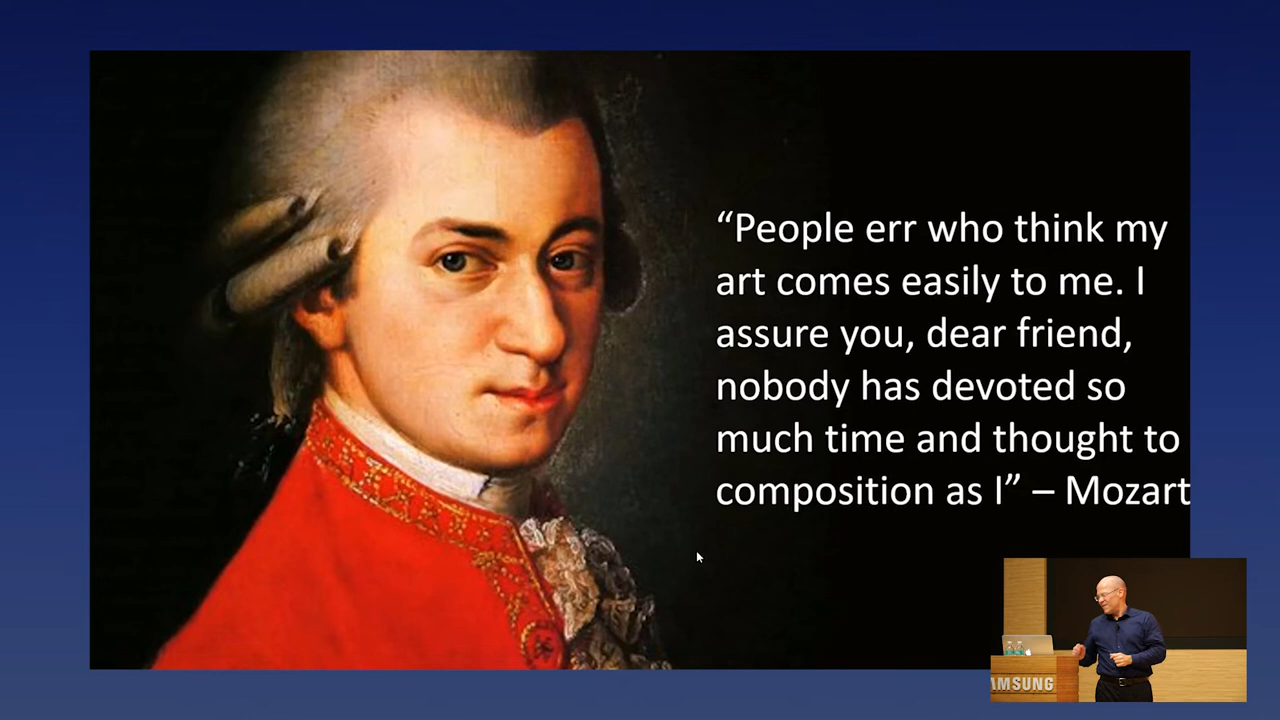 “People err who think my
art comes easily to me. I
assure you, dear friend,
nobody has devoted so
much time and thought to
composition as I” – Mozart
AMSUNG